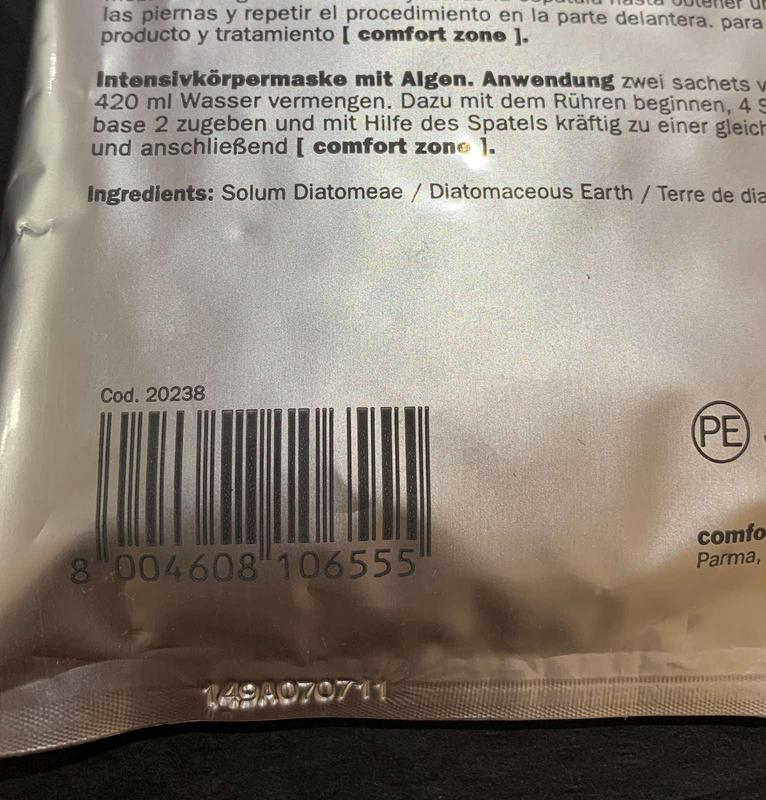 las piernas y repetir el procedimiento en la parte delantera. para
producto y tratamiento [ comfort zone ].
Intensivkörpermaske mit Algen. Anwendung zwei sachets
420 ml Wasser vermengen. Dazu mit dem Rühren beginnen, 4
base 2 zugeben und mit Hilfe des Spatels kräftig zu einer gleich
und anschließend [ comfort zone ].
Ingredients: Solum Diatomeae / Diatomaceous Earth / Terre de dia
Cod. 20238
PE
8 004608 106555
comfo
Parma,
149A070711